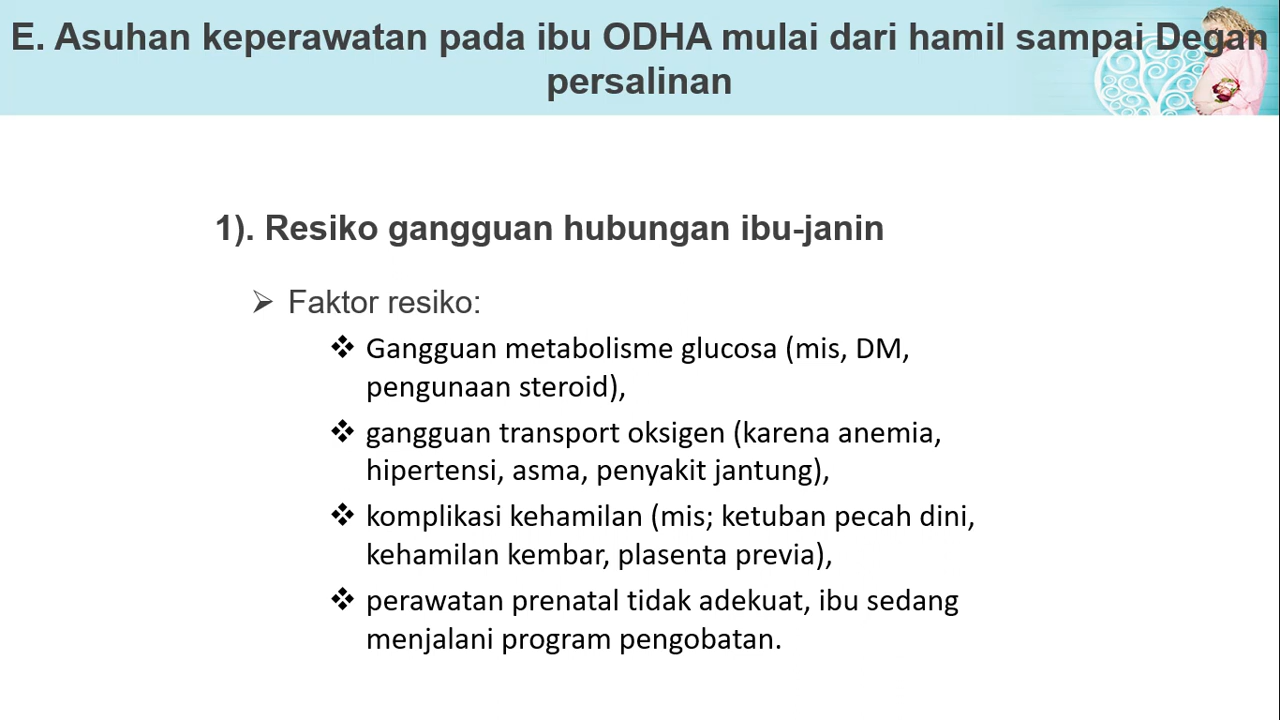 E. Asuhan keperawatan pada ibu ODHA mulai dari hamil sampai Degan
persalinan
1). Resiko gangguan hubungan ibu-janin
➢ Faktor resiko:
❖ Gangguan metabolisme glucosa (mis, DM,
pengunaan steroid),
❖ gangguan transport oksigen (karena anemia,
hipertensi, asma, penyakit jantung),
❖ komplikasi kehamilan (mis; ketuban pecah dini,
kehamilan kembar, plasenta previa),
❖ perawatan prenatal tidak adekuat, ibu sedang
menjalani program pengobatan.